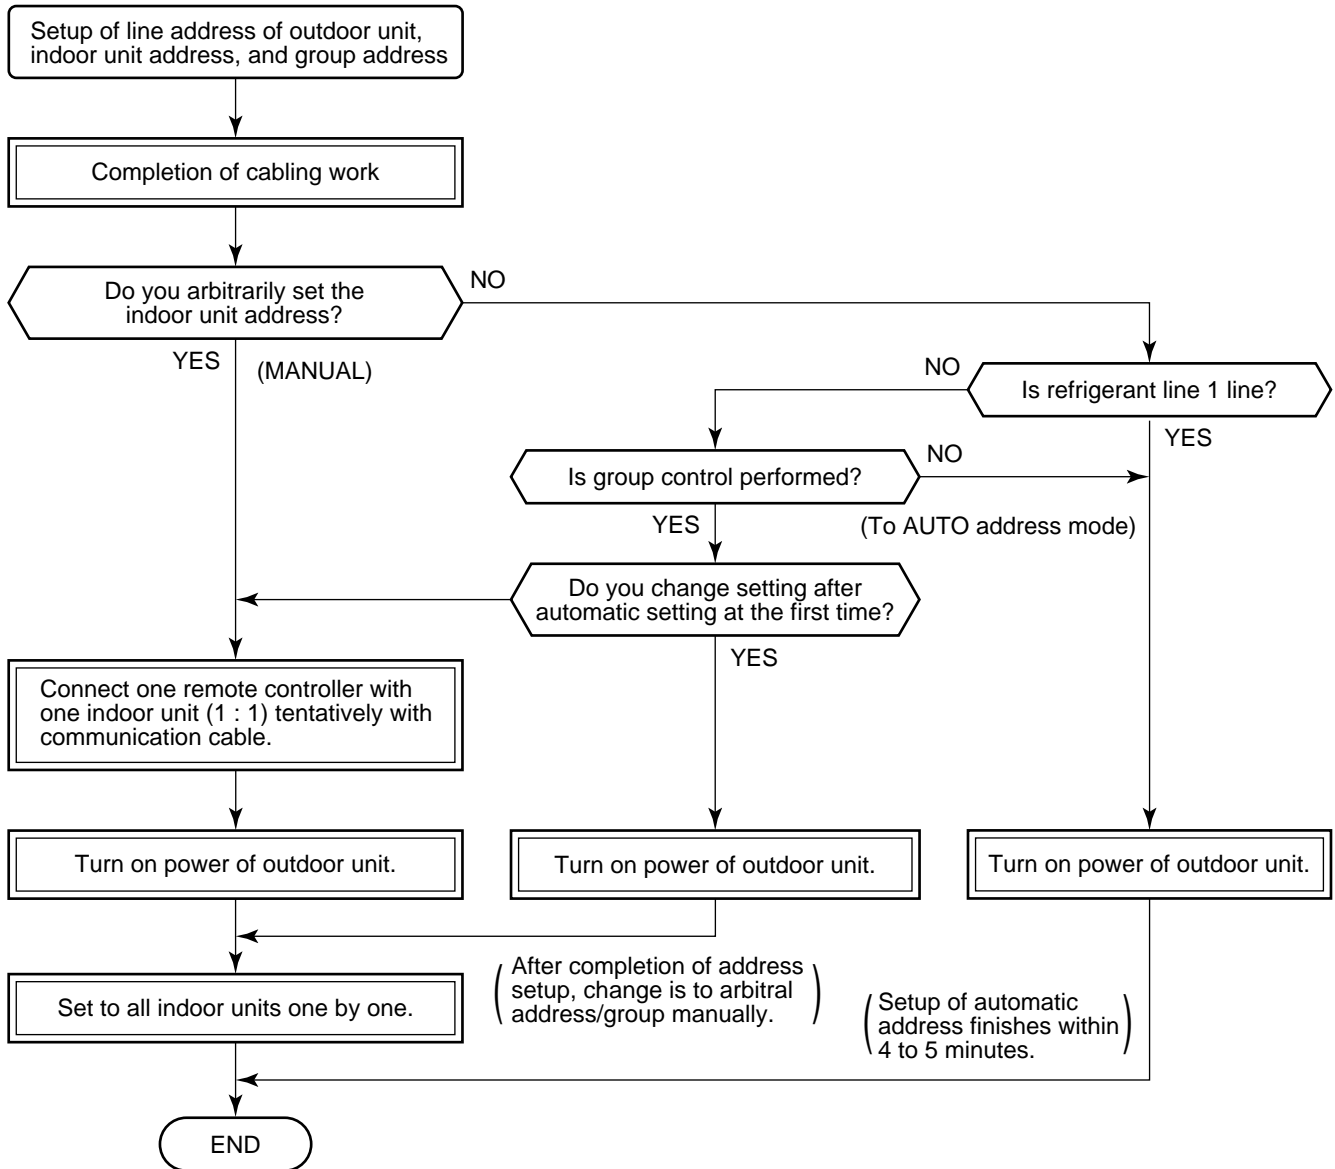 Setup of line address of outdoor unit,
indoor unit address, and group address
Completion of cabling work
Do you arbitrarily set the
indoor unit address?
NO
YES
(MANUAL)
NO
Is refrigerant line 1 line?
YES
Is group control performed?
NO
YES
(To AUTO address mode)
Do you change setting after
automatic setting at the first time?
YES
Connect one remote controller with
one indoor unit (1 : 1) tentatively with
communication cable.
Turn on power of outdoor unit.
Turn on power of outdoor unit.
Turn on power of outdoor unit.
(After completion of address
setup, change is to arbitral
address/group manually.)
Set to all indoor units one by one.
(Setup of automatic
address finishes within
4 to 5 minutes.)
END